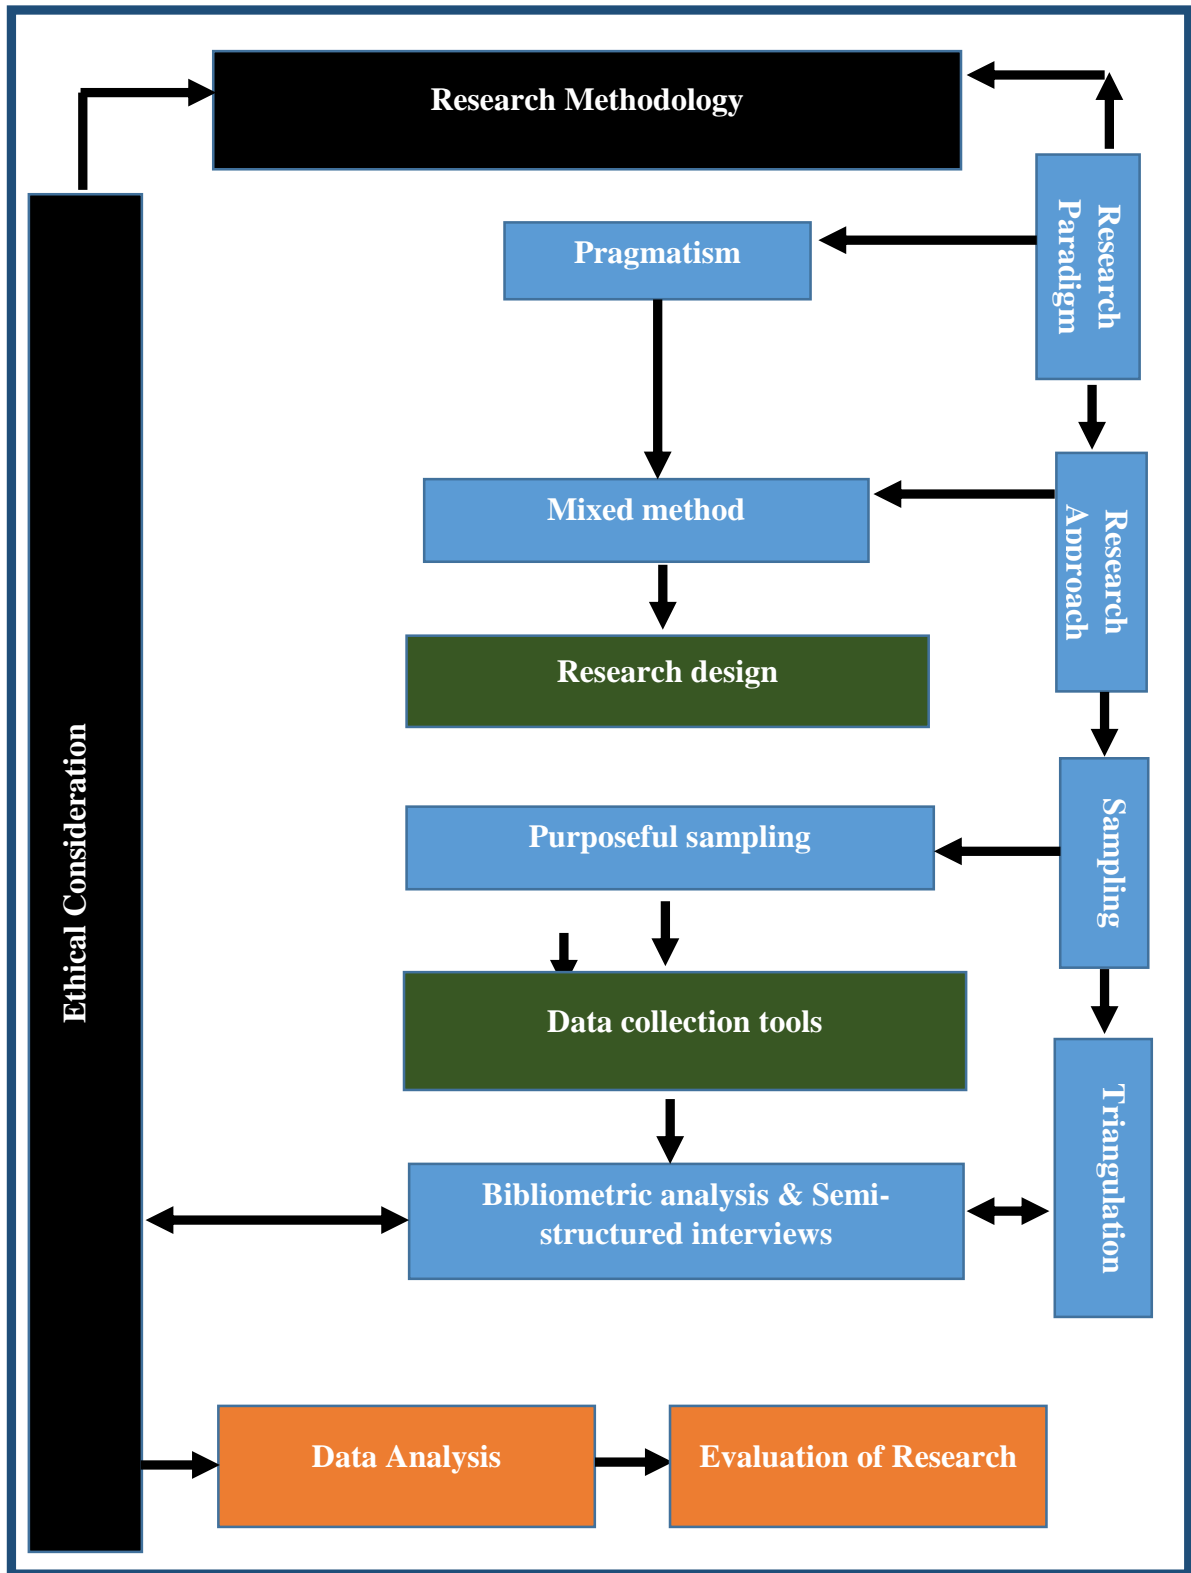 Research Methodology
Research
Paradigm
Pragmatism
Mixed method
Research
Approach
Research design
Ethical Consideration
Purposeful sampling
Sampling
Data collection tools
Triangulation
Bibliometric analysis & Semi-
structured interviews
Data Analysis
Evaluation of Research